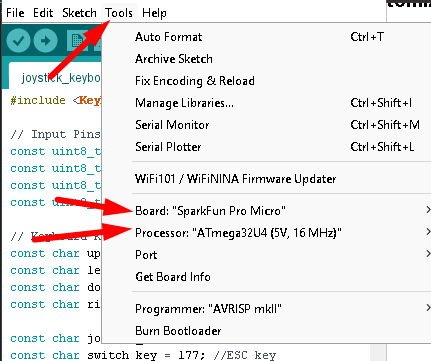 File Edit Sketch Tools Help
joystick_keybo
Auto Format Ctrl+T
Archive Sketch
Fix Encoding & Reload
Manage Libraries... Ctrl+Shift+I
Serial Monitor Ctrl+Shift+M
Serial Plotter Ctrl+Shift+L
WiFi101 / WiFiNINA Firmware Updater
Board: "SparkFun Pro Micro"
Processor: "ATmega32U4 (5V, 16 MHz)"
Port
Get Board Info
Programmer: "AVRISP mkII"
Burn Bootloader
#include <Key
// Input Pins
const uint8_t
const uint8_t
const uint8_t
const uint8_t
// Keyboard K
const char up
const char le
const char do
const char ri
const char jo
const char switch_key = 177; //ESC key